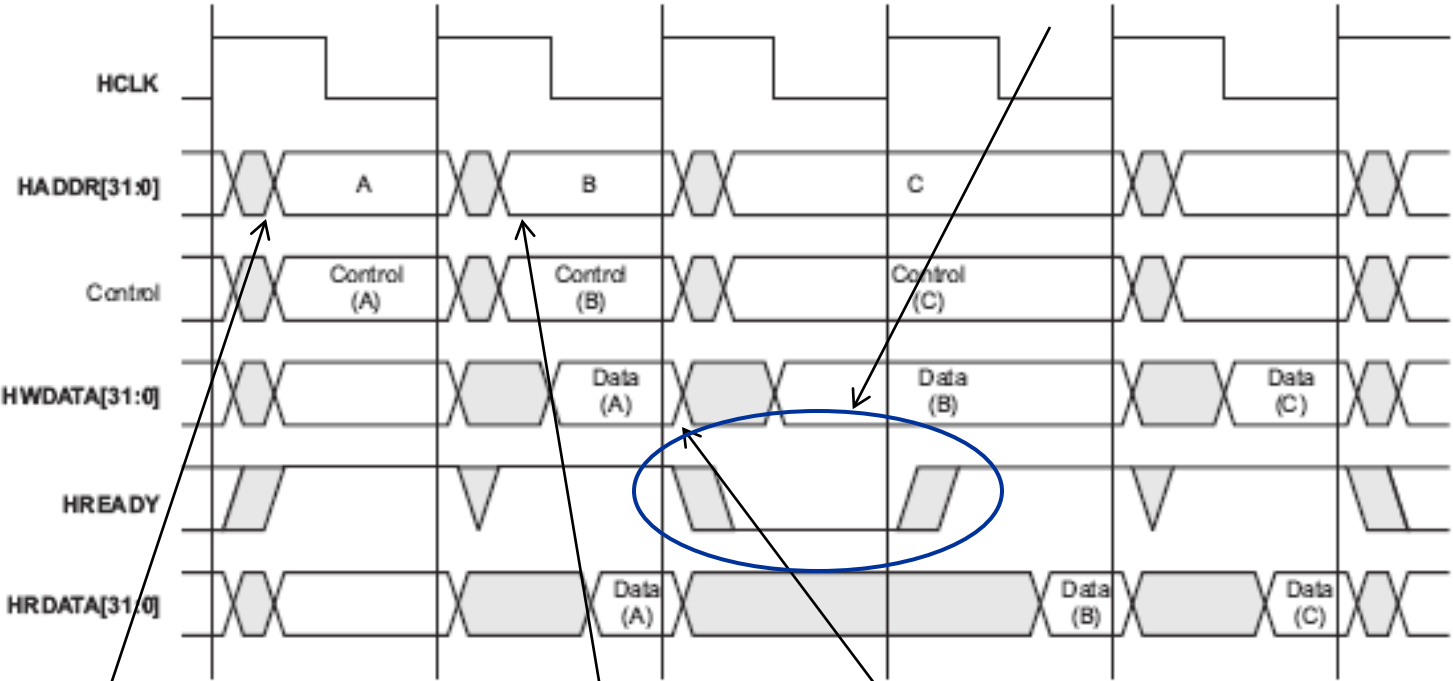 HCLK
HADDR[31:0]
A
B
C
Control
Control
(A)
Control
(B)
Control
(C)
HWDATA[31:0]
Data
(A)
Data
(B)
Data
(C)
HREADY
HRDATA[31:0]
Data
(A)
Data
(B)
Data
(C)